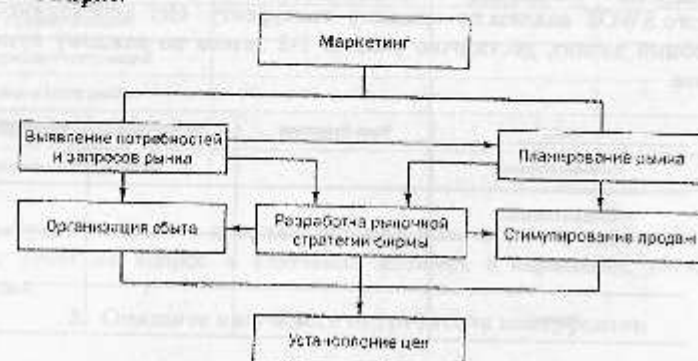 Маркетинг
Выявление потребностей
и запросов рынка
Планирование рынка
Организация сбыта
Разработка рыночной
стратегии фирмы
Стимулирование продаж
Установление цен